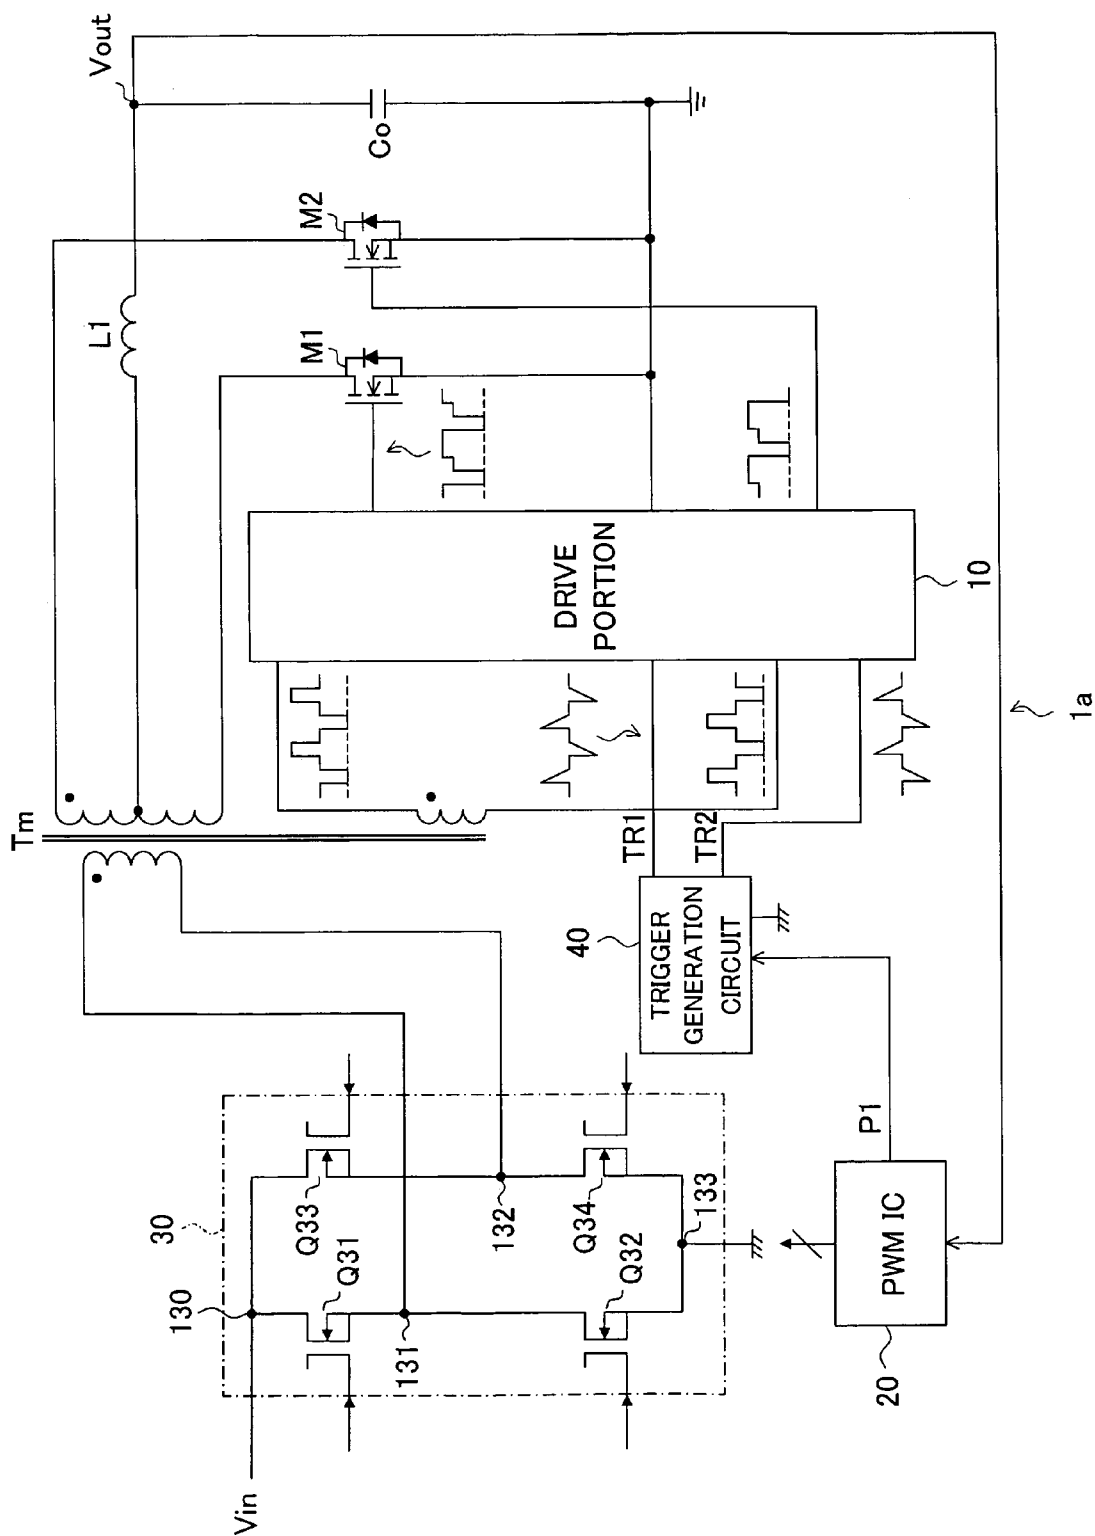 Tm
Vout
L1
Co
M2
M1
DRIVE
PORTION
10
1a
TR1
TR2
40
TRIGGER
GENERATION
CIRCUIT
30
Q33
Q31
Q34
Q32
130
131
132
133
Vin
P1
PWM IC
20